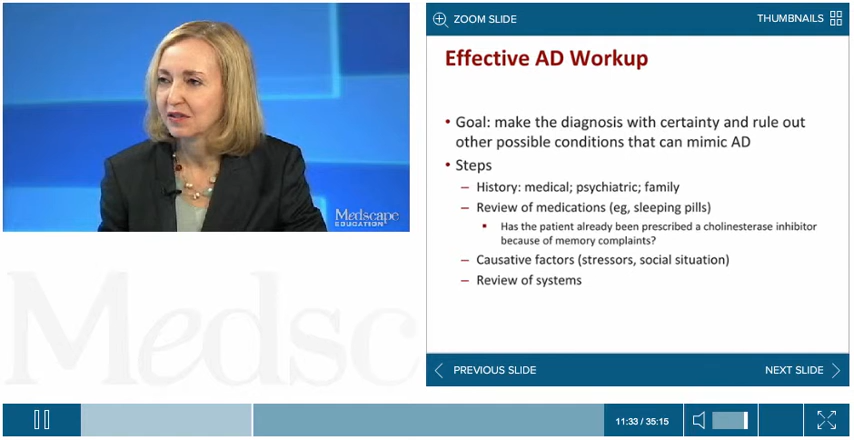 ZOOM SLIDE
THUMBNAILS
Effective AD Workup
• Goal: make the diagnosis with certainty and rule out
other possible conditions that can mimic AD
• Steps
– History: medical; psychiatric; family
– Review of medications (eg, sleeping pills)
▪ Has the patient already been prescribed a cholinesterase inhibitor
because of memory complaints?
– Causative factors (stressors, social situation)
– Review of systems
Medscape
EDUCATION
Medsc
PREVIOUS SLIDE
NEXT SLIDE
11:33 / 35:15